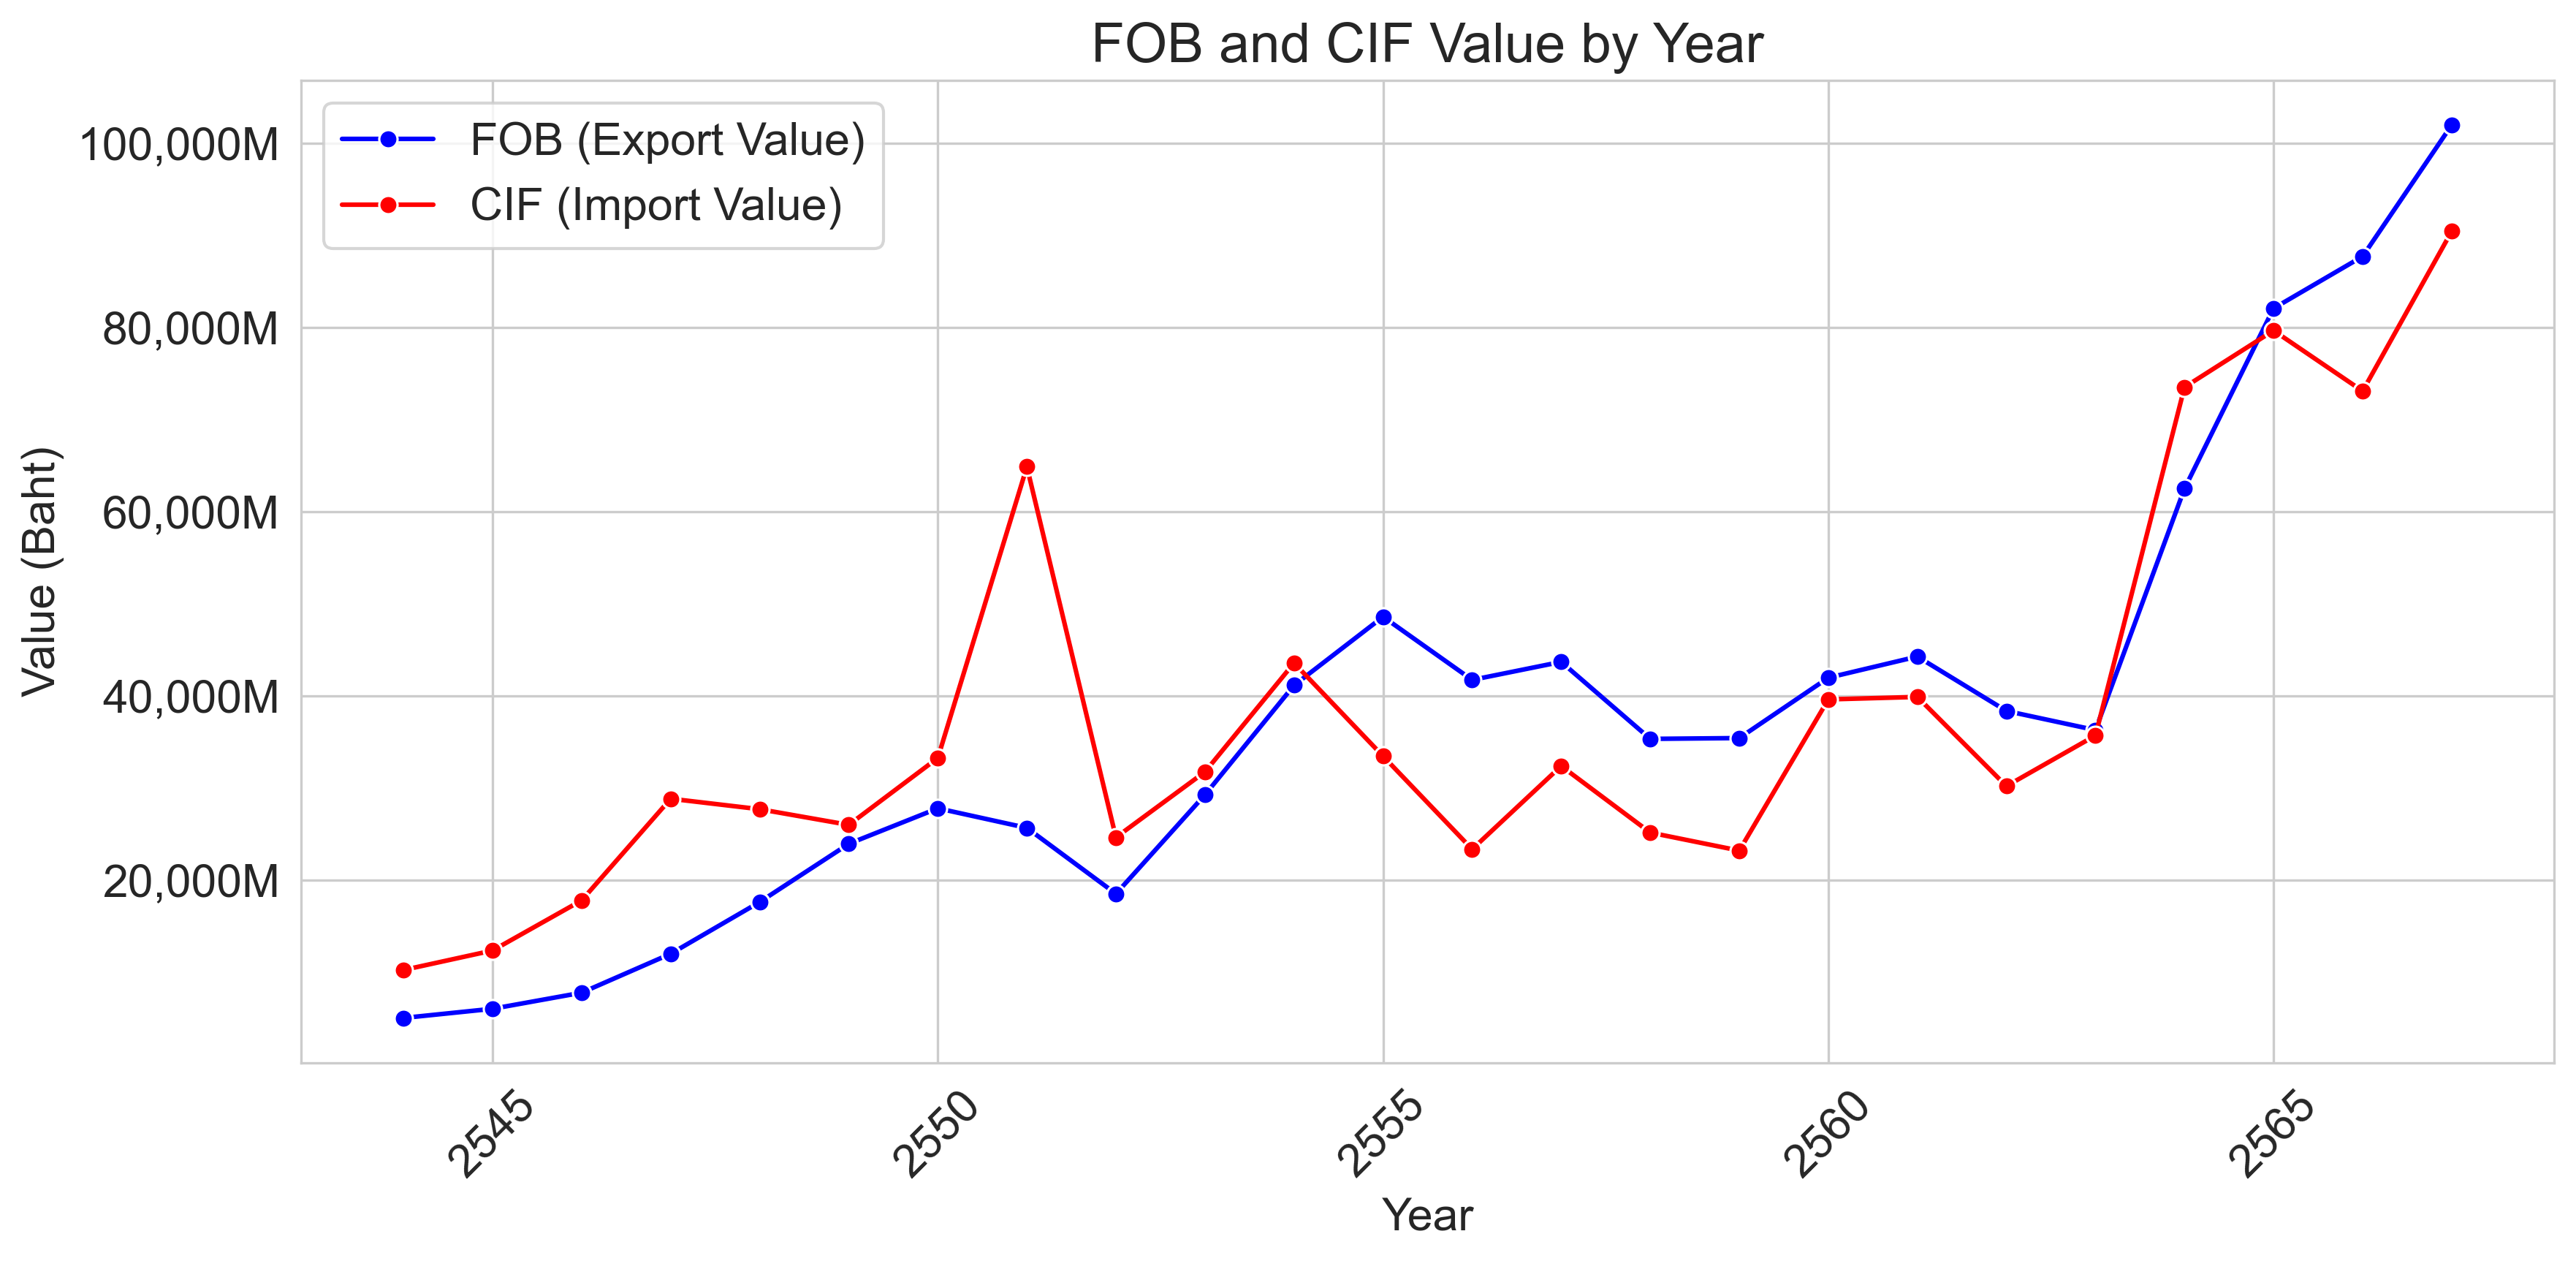 FOB and CIF Value by Year
FOB (Export Value)
CIF (Import Value)
100,000M
80,000M
60,000M
40,000M
20,000M
Value (Baht)
2545
2550
2555
2560
2565
Year